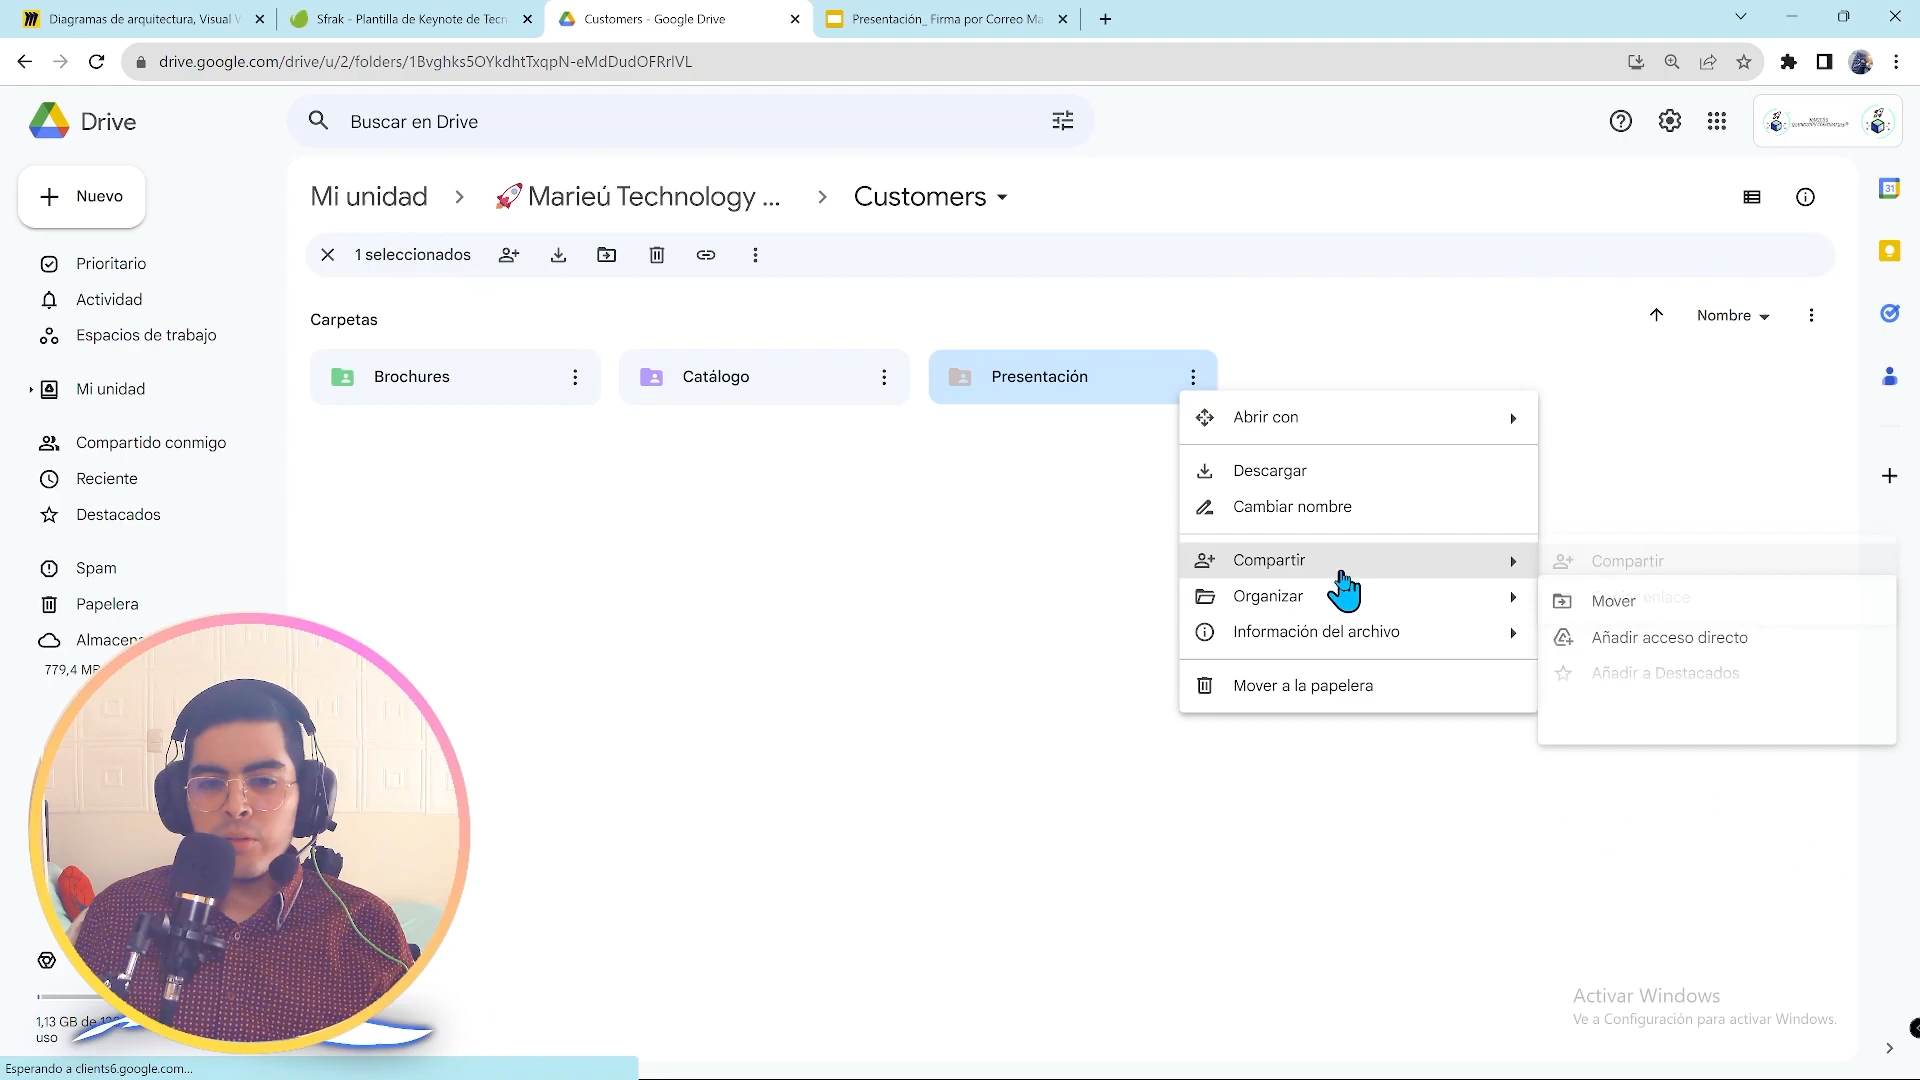 Diagramas de arquitectura, Visual V
Sfrak - Plantilla de Keynote de Tecn
Customers - Google Drive
Presentación_ Firma por Correo Ma
drive.google.com/drive/u/2/folders/1Bvghks5OYkdhtTxqpN-eMdDudOFRrlVL
Drive
Buscar en Drive
Nuevo
Mi unidad
Marieú Technology ...
Customers
1 seleccionados
Prioritario
Actividad
Espacios de trabajo
Mi unidad
Compartido conmigo
Reciente
Destacados
Spam
Papelera
Almacena
779,4 MB
1,13 GB de
uso
Carpetas
Nombre
Brochures
Catálogo
Presentación
Abrir con
Descargar
Cambiar nombre
Compartir
Organizar
Información del archivo
Mover a la papelera
Compartir
enlace
Mover
Añadir acceso directo
Añadir a Destacados
31
Activar Windows
Ve a Configuración para activar Windows.
Esperando a clients6.google.com...